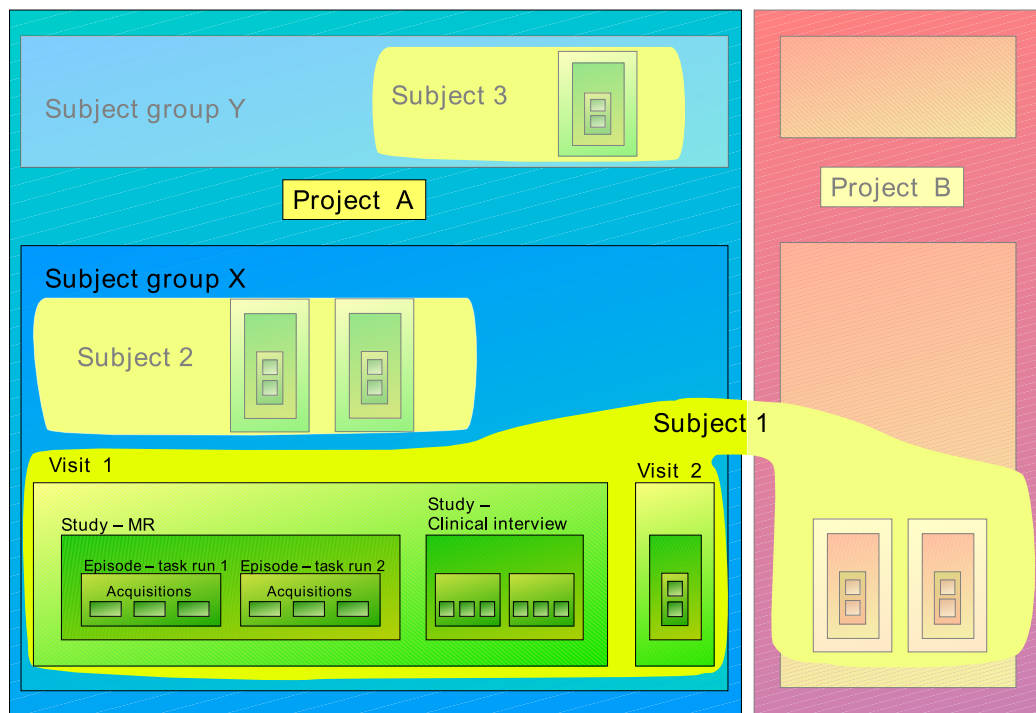 Subject group Y
Subject 3
Project A
Project B
Subject group X
Subject 2
Subject 1
Visit 1
Visit 2
Study – MR
Study –
Clinical interview
Episode – task run 1
Episode – task run 2
Acquisitions
Acquisitions